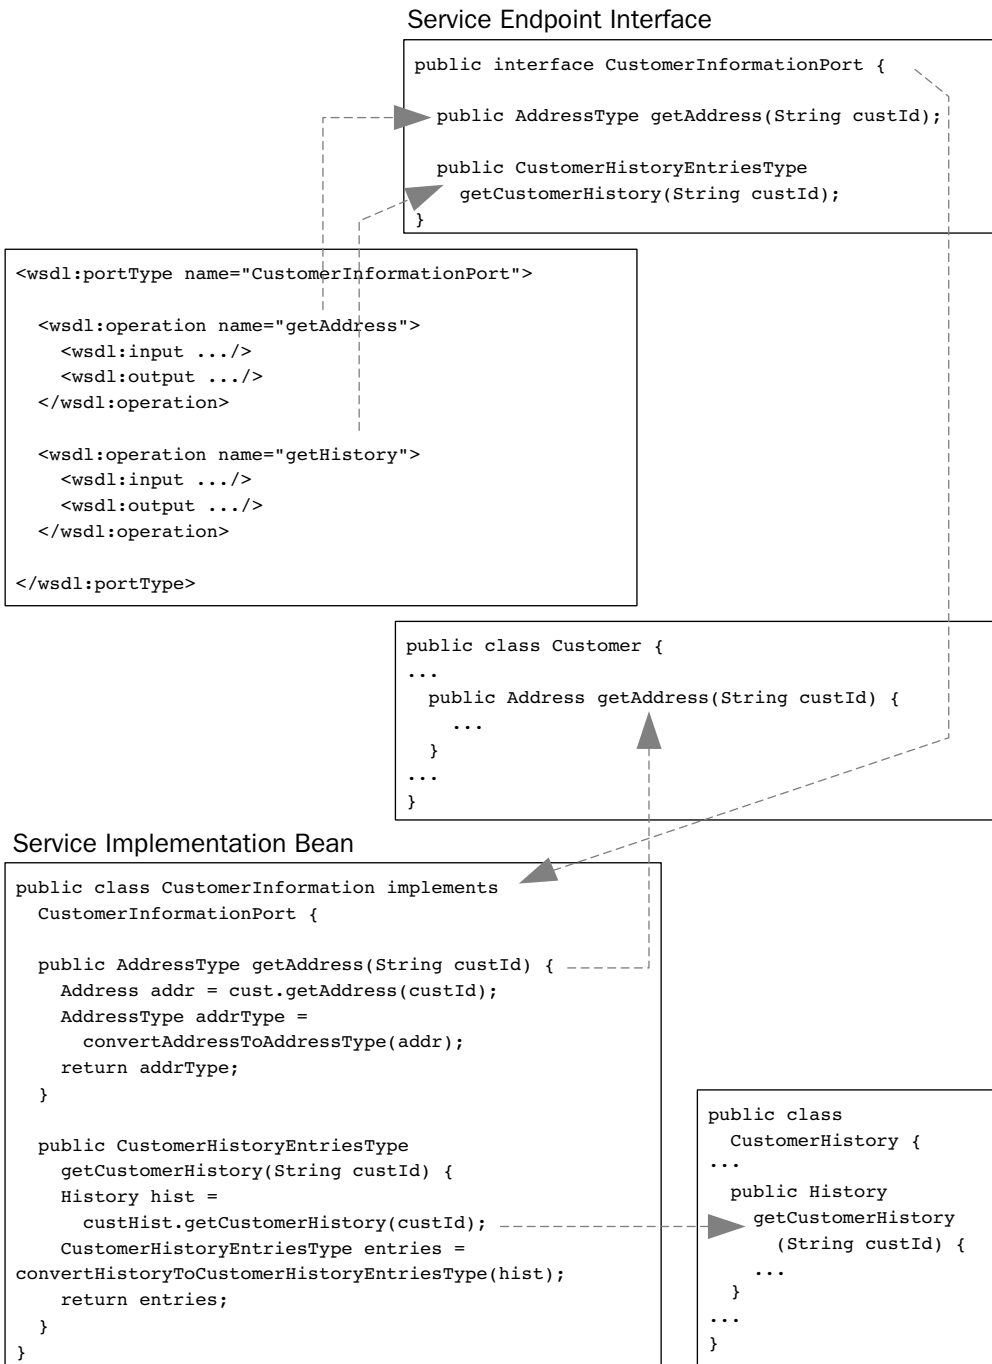 Service Endpoint Interface
public interface CustomerInformationPort {
public AddressType getAddress(String custId);
public CustomerHistoryEntriesType
getCustomerHistory(String custId);
}
<wsdl:portType name="CustomerInformationPort">
<wsdl:operation name="getAddress">
<wsdl:input .../>
<wsdl:output .../>
</wsdl:operation>
<wsdl:operation name="getHistory">
<wsdl:input .../>
<wsdl:output .../>
</wsdl:operation>
</wsdl:portType>
public class Customer {
...
public Address getAddress(String custId) {
...
}
...
}
Service Implementation Bean
public class CustomerInformation implements
CustomerInformationPort {
public AddressType getAddress(String custId) {
Address addr = cust.getAddress(custId);
AddressType addrType =
convertAddressToAddressType(addr);
return addrType;
}
public CustomerHistoryEntriesType
getCustomerHistory(String custId) {
History hist =
custHist.getCustomerHistory(custId);
CustomerHistoryEntriesType entries =
convertHistoryToCustomerHistoryEntriesType(hist);
return entries;
}
}
public class
CustomerHistory {
...
public History
getCustomerHistory
(String custId) {
...
}
...
}